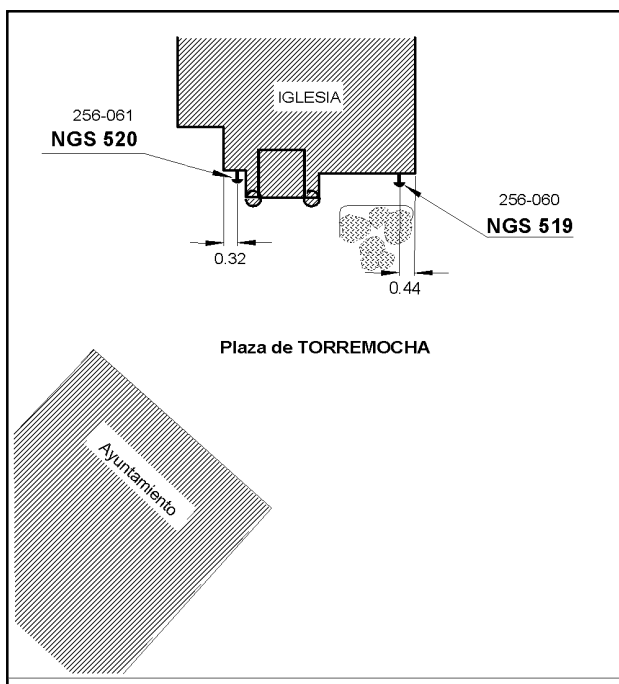 IGLESIA
256-061
NGS 520
256-060
NGS 519
0.32
0.44
Plaza de TORREMOCHA
Ayuntamiento